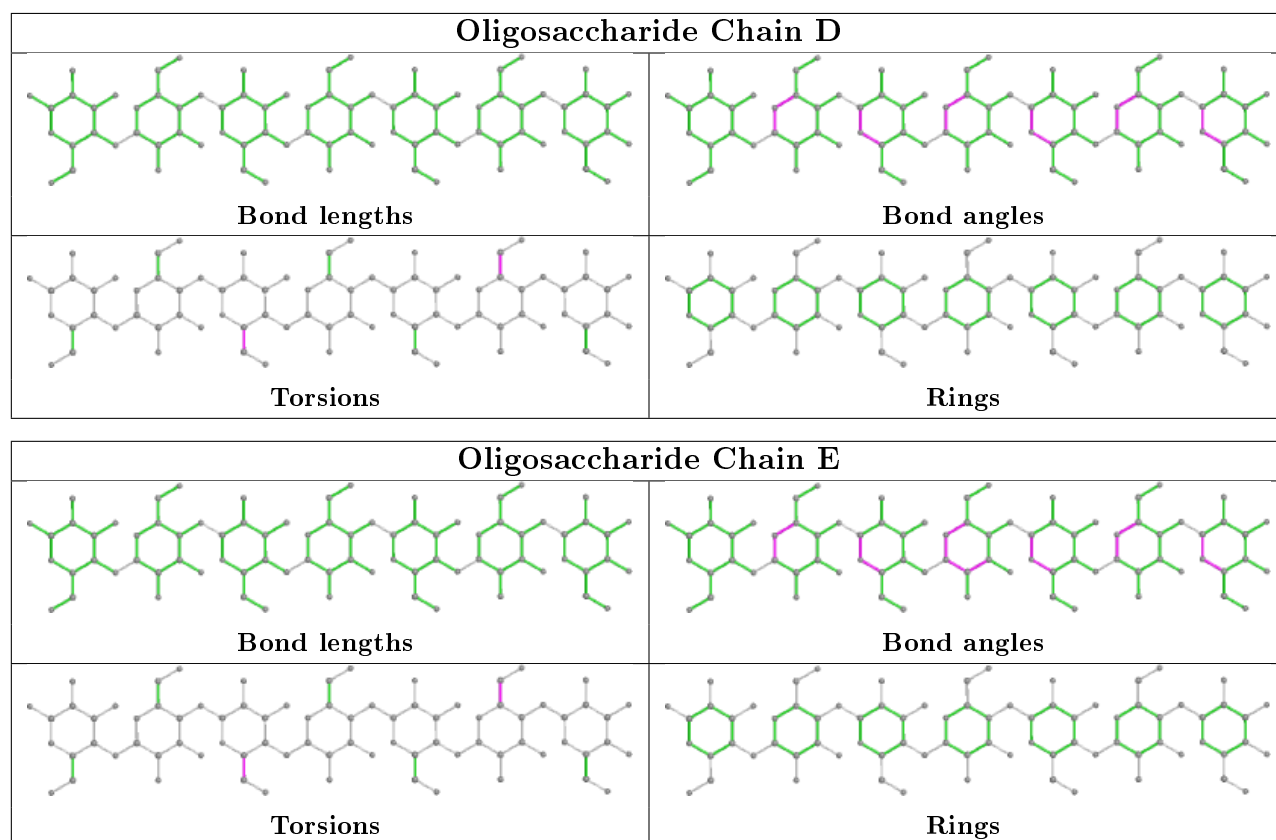 Oligosaccharide Chain D
Bond lengths
Bond angles
Torsions
Rings
Oligosaccharide Chain E
Bond lengths
Bond angles
Torsions
Rings